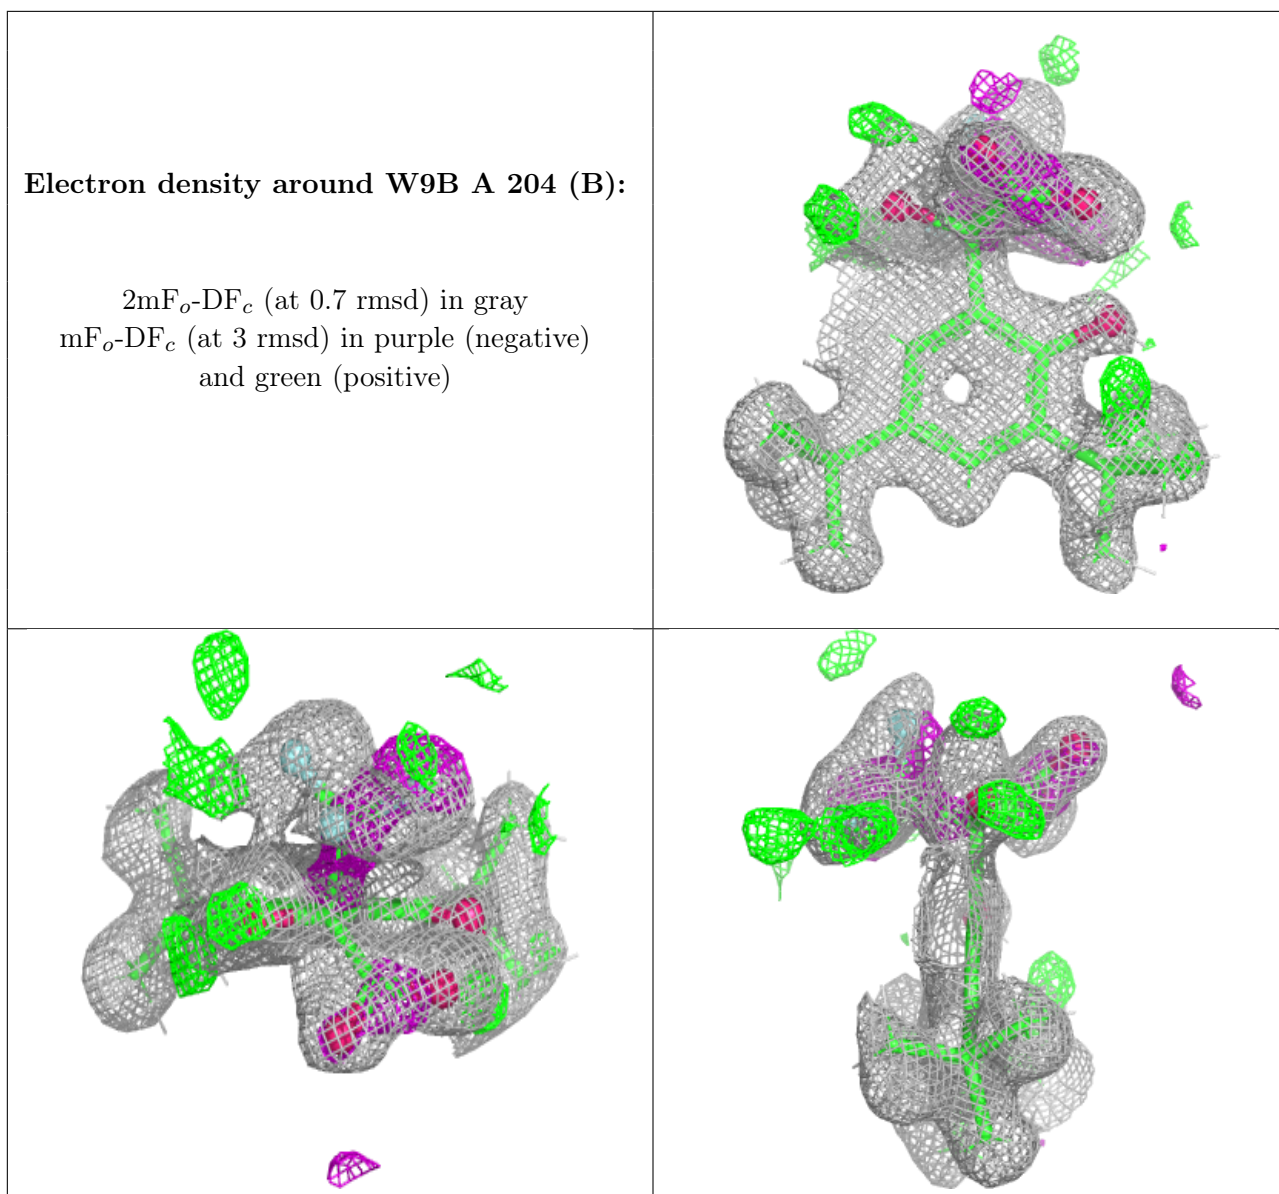 Electron density around W9B A 204 (B):
2mFₒ-DF𝒸 (at 0.7 rmsd) in gray
mFₒ-DF𝒸 (at 3 rmsd) in purple (negative)
and green (positive)